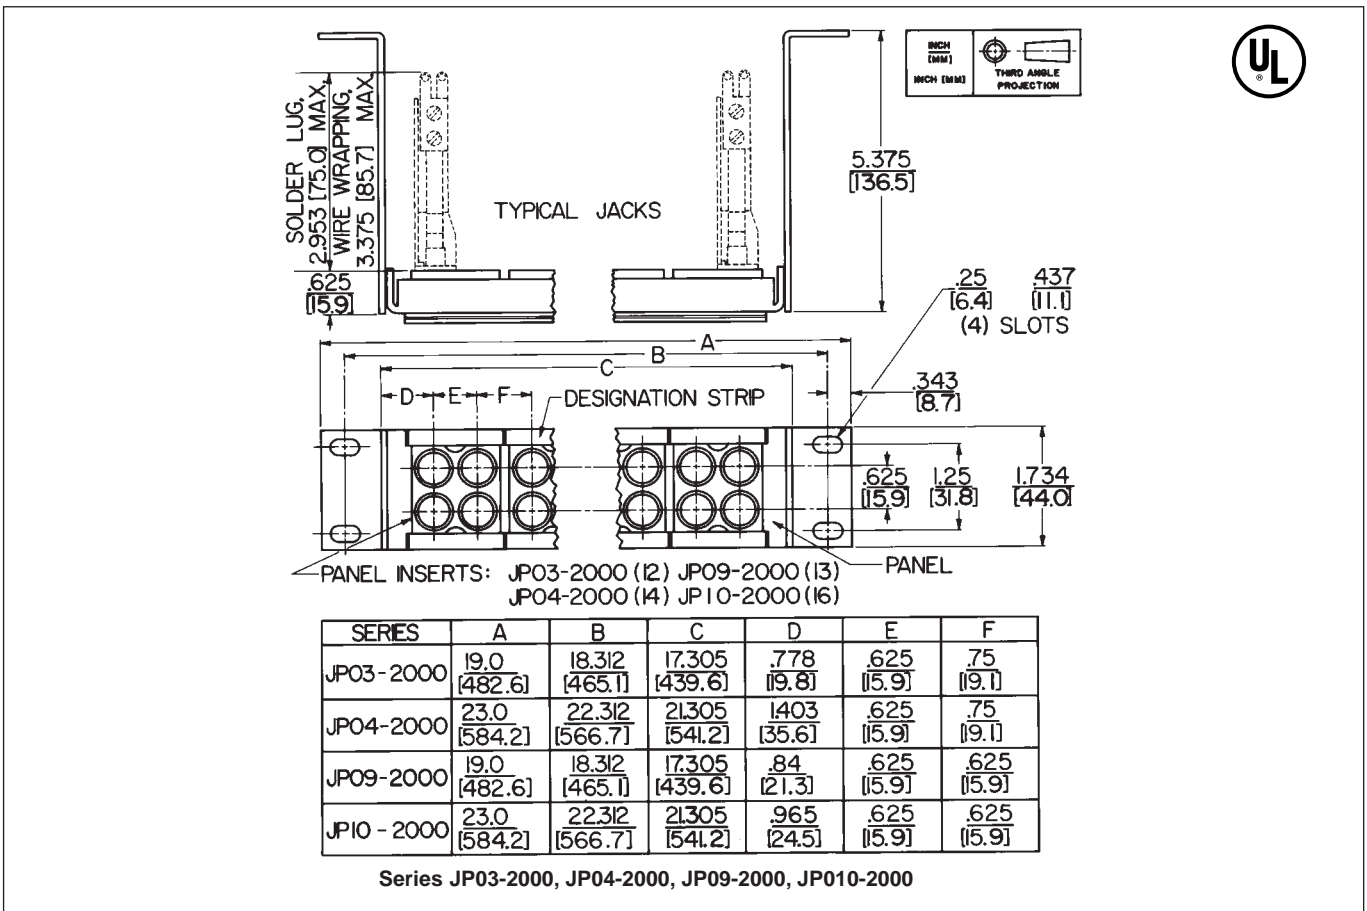 INCH
[MM]
INCH [MM]
THIRD ANGLE
PROJECTION
UL
®
SOLDER LUG,
2.953 [75.0] MAX,
WIRE WRAPPING,
3.375 [85.7] MAX.
5.375
[136.5]
TYPICAL JACKS
.625
[15.9]
.25 .437
[6.4] [11.1]
(4) SLOTS
A
B
C
.343
[8.7]
D E F DESIGNATION STRIP
.625 1.25 1.734
[15.9] [31.8] [44.0]
PANEL INSERTS: JP03-2000 (12) JP09-2000 (13)
JP04-2000 (14) JP10-2000 (16)
PANEL
SERIES A B C D E F
JP03-2000 19.0 18.312 17.305 .778 .625 .75
[482.6] [465.1] [439.6] [19.8] [15.9] [19.1]
JP04-2000 23.0 22.312 21.305 1.403 .625 .75
[584.2] [566.7] [541.2] [35.6] [15.9] [19.1]
JP09-2000 19.0 18.312 17.305 .84 .625 .625
[482.6] [465.1] [439.6] [21.3] [15.9] [15.9]
JP10-2000 23.0 22.312 21.305 .965 .625 .625
[584.2] [566.7] [541.2] [24.5] [15.9] [15.9]
Series JP03-2000, JP04-2000, JP09-2000, JP010-2000